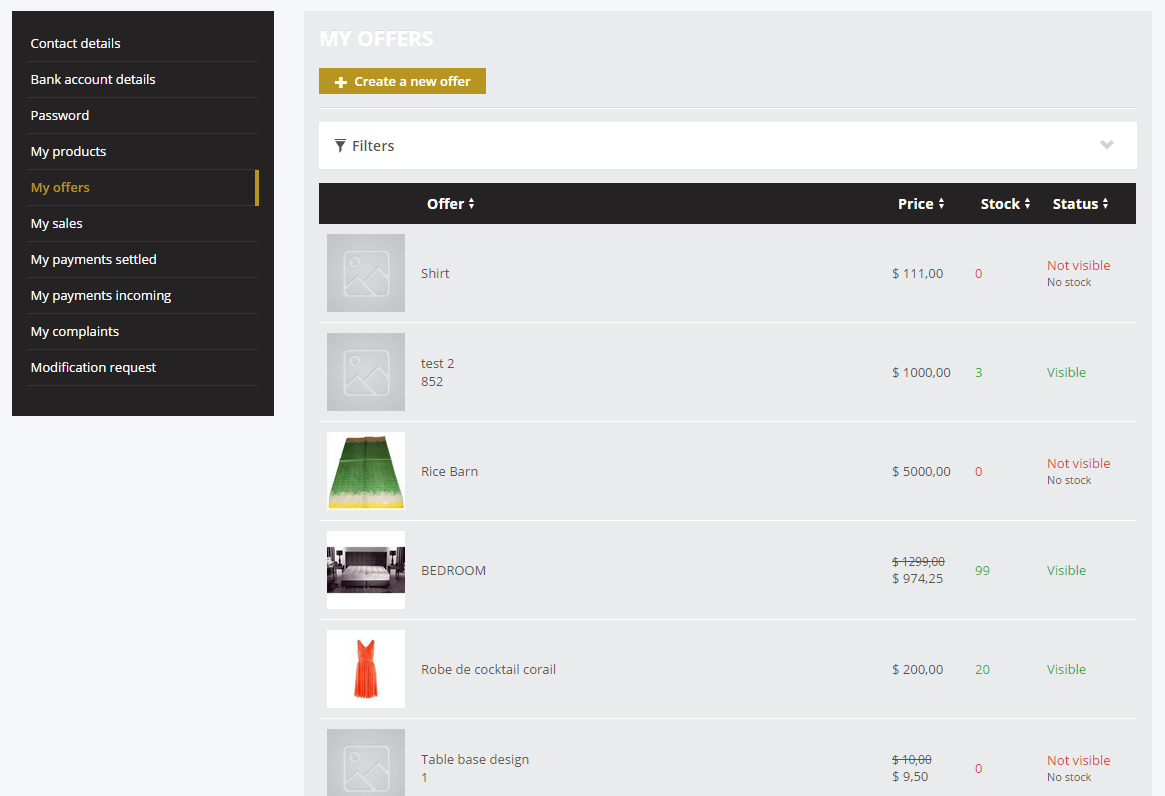 Contact details
Bank account details
Password
My products
My offers
My sales
My payments settled
My payments incoming
My complaints
Modification request
MY OFFERS
Create a new offer
Filters
Offer Price Stock Status
Shirt $ 111,00 0 Not visible
No stock
test 2
852 $ 1000,00 3 Visible
Rice Barn $ 5000,00 0 Not visible
No stock
BEDROOM $ 1299,00
$ 974,25 99 Visible
Robe de cocktail corail $ 200,00 20 Visible
Table base design $ 10,00 0 Not visible
1 $ 9,50 No stock